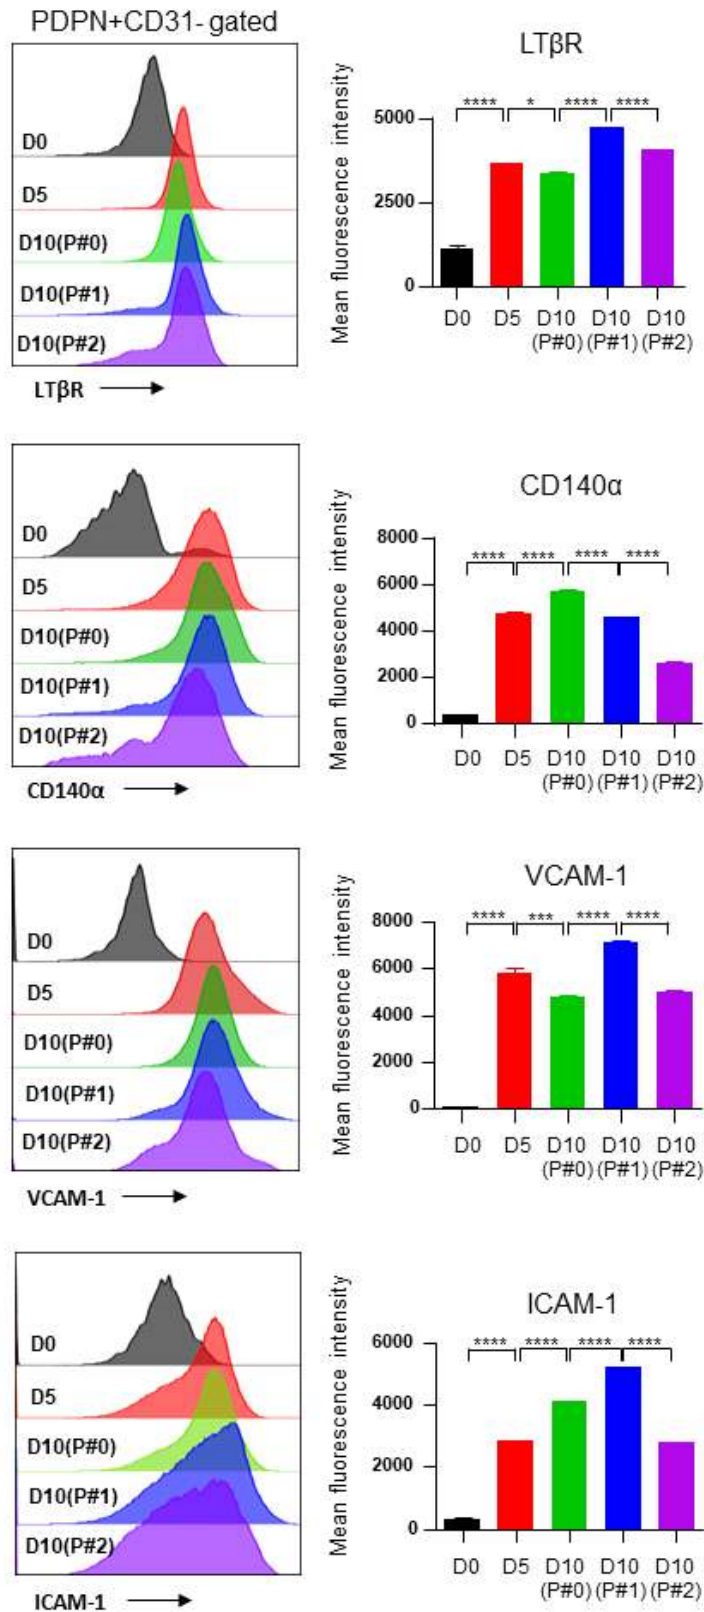 PDPN+CD31- gated
D0
D5
D10(P#0)
D10(P#1)
D10(P#2)
LTβR
LTβR
Mean fluorescence intensity
5000
2500
0
**** * **** ****
D0 D5 D10 D10 D10
(P#0) (P#1) (P#2)
D0
D5
D10(P#0)
D10(P#1)
D10(P#2)
CD140α
CD140α
Mean fluorescence intensity
8000
6000
4000
2000
0
**** **** **** ****
D0 D5 D10 D10 D10
(P#0) (P#1) (P#2)
D0
D5
D10(P#0)
D10(P#1)
D10(P#2)
VCAM-1
VCAM-1
Mean fluorescence intensity
8000
6000
4000
2000
0
**** *** **** ****
D0 D5 D10 D10 D10
(P#0) (P#1) (P#2)
D0
D5
D10(P#0)
D10(P#1)
D10(P#2)
ICAM-1
ICAM-1
Mean fluorescence intensity
6000
4000
2000
0
**** **** **** ****
D0 D5 D10 D10 D10
(P#0) (P#1) (P#2)